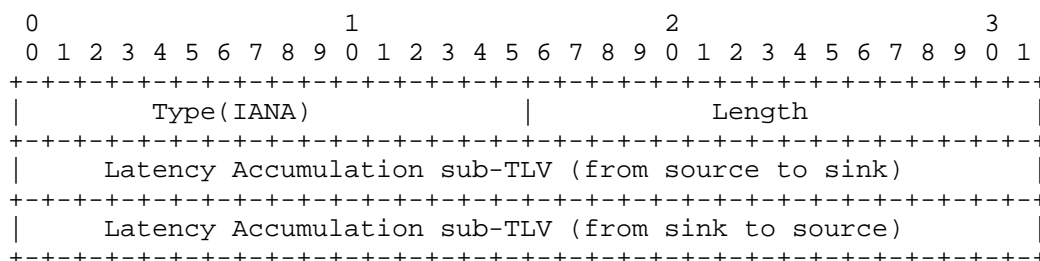 0                   1                   2                   3
 0 1 2 3 4 5 6 7 8 9 0 1 2 3 4 5 6 7 8 9 0 1 2 3 4 5 6 7 8 9 0 1
+-+-+-+-+-+-+-+-+-+-+-+-+-+-+-+-+-+-+-+-+-+-+-+-+-+-+-+-+-+-+-+-+
|        Type(IANA)             |           Length              |
+-+-+-+-+-+-+-+-+-+-+-+-+-+-+-+-+-+-+-+-+-+-+-+-+-+-+-+-+-+-+-+-+
|     Latency Accumulation sub-TLV (from source to sink)        |
+-+-+-+-+-+-+-+-+-+-+-+-+-+-+-+-+-+-+-+-+-+-+-+-+-+-+-+-+-+-+-+-+
|     Latency Accumulation sub-TLV (from sink to source)        |
+-+-+-+-+-+-+-+-+-+-+-+-+-+-+-+-+-+-+-+-+-+-+-+-+-+-+-+-+-+-+-+-+